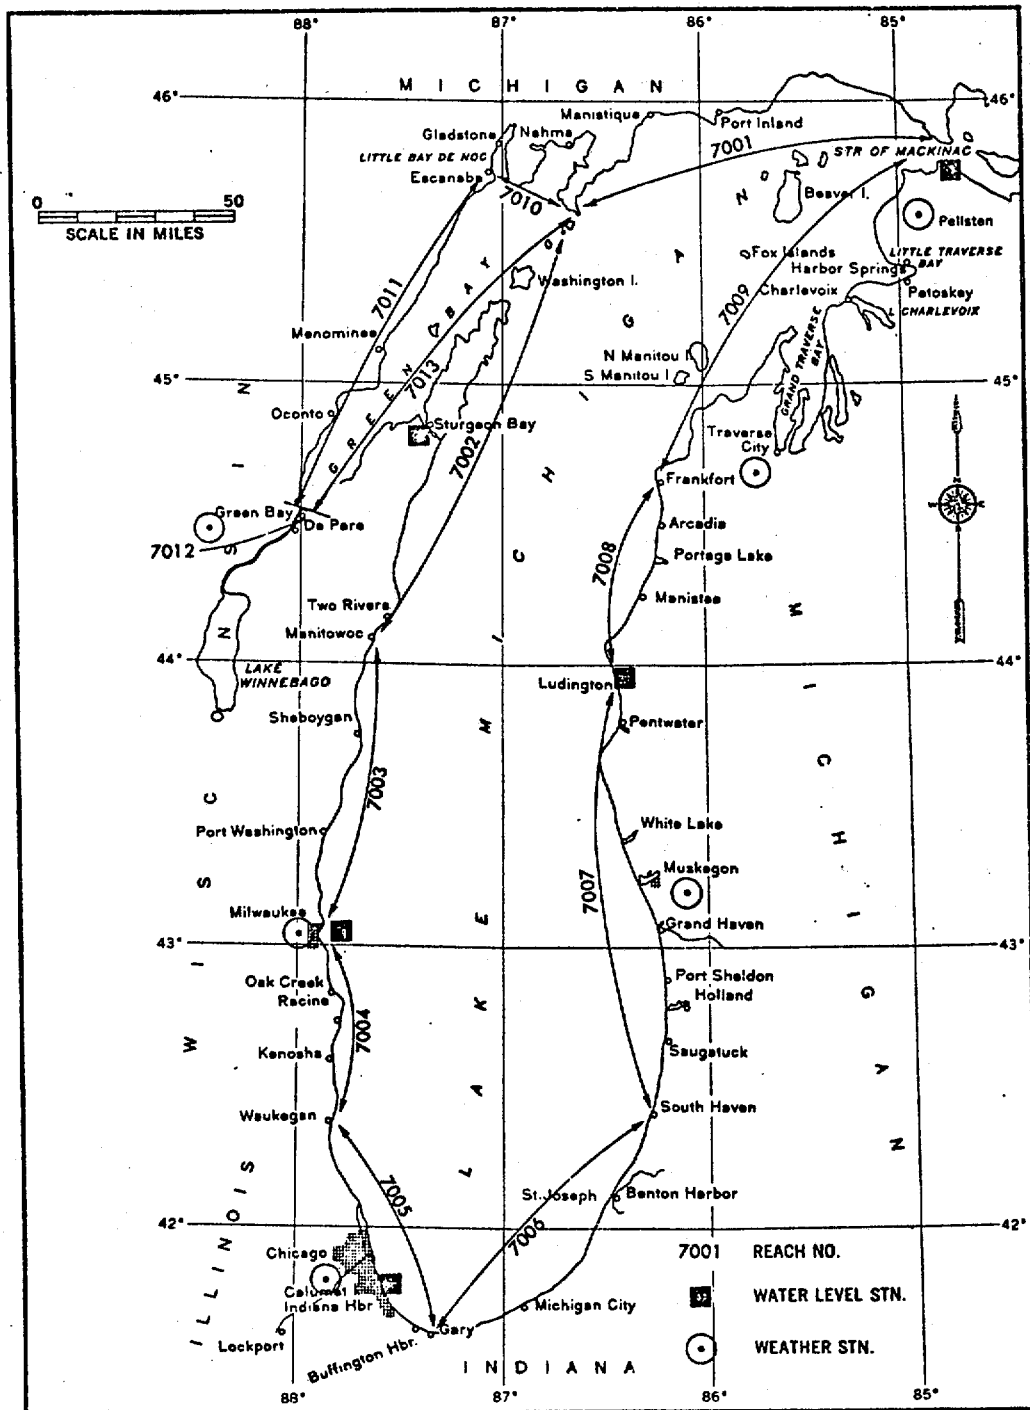 88°
87°
86°
85°
MICHIGAN
46°
46°
Manistique
Port Inland
Gladstone
Nahma
7001
LITTLE BAY DE NOC
STR OF MACKINAC
Escanaba
7010
Beaver I.
0 50
SCALE IN MILES
Pellston
Fox Islands
LITTLE TRAVERSE BAY
Harbor Springs
Washington I.
7011
7009
Charlevoix
Petoskey
L CHARLEVOIX
Menominee
GREEN BAY
7013
N Manitou I
S Manitou I
GRAND TRAVERSE BAY
45°
45°
Oconto
Sturgeon Bay
7002
Traverse City
Frankfort
Green Bay
De Pere
7012
Arcadia
7008
Portage Lake
Manistee
Two Rivers
Manitowoc
44°
44°
LAKE WINNEBAGO
Ludington
Sheboygan
Pentwater
7003
Port Washington
White Lake
Muskegon
7007
Milwaukee
Grand Haven
43°
43°
Oak Creek
Racine
Port Sheldon
Holland
7004
Kenosha
Saugatuck
Waukegan
South Haven
WISCONSIN
LAKE MICHIGAN
MICHIGAN
ILLINOIS
7005
St. Joseph
Benton Harbor
7006
42°
42°
Chicago
Calumet
Indiana Hbr
Michigan City
Lockport
Buffington Hbr.
Gary
INDIANA
7001 REACH NO.
WATER LEVEL STN.
WEATHER STN.
88°
87°
86°
85°